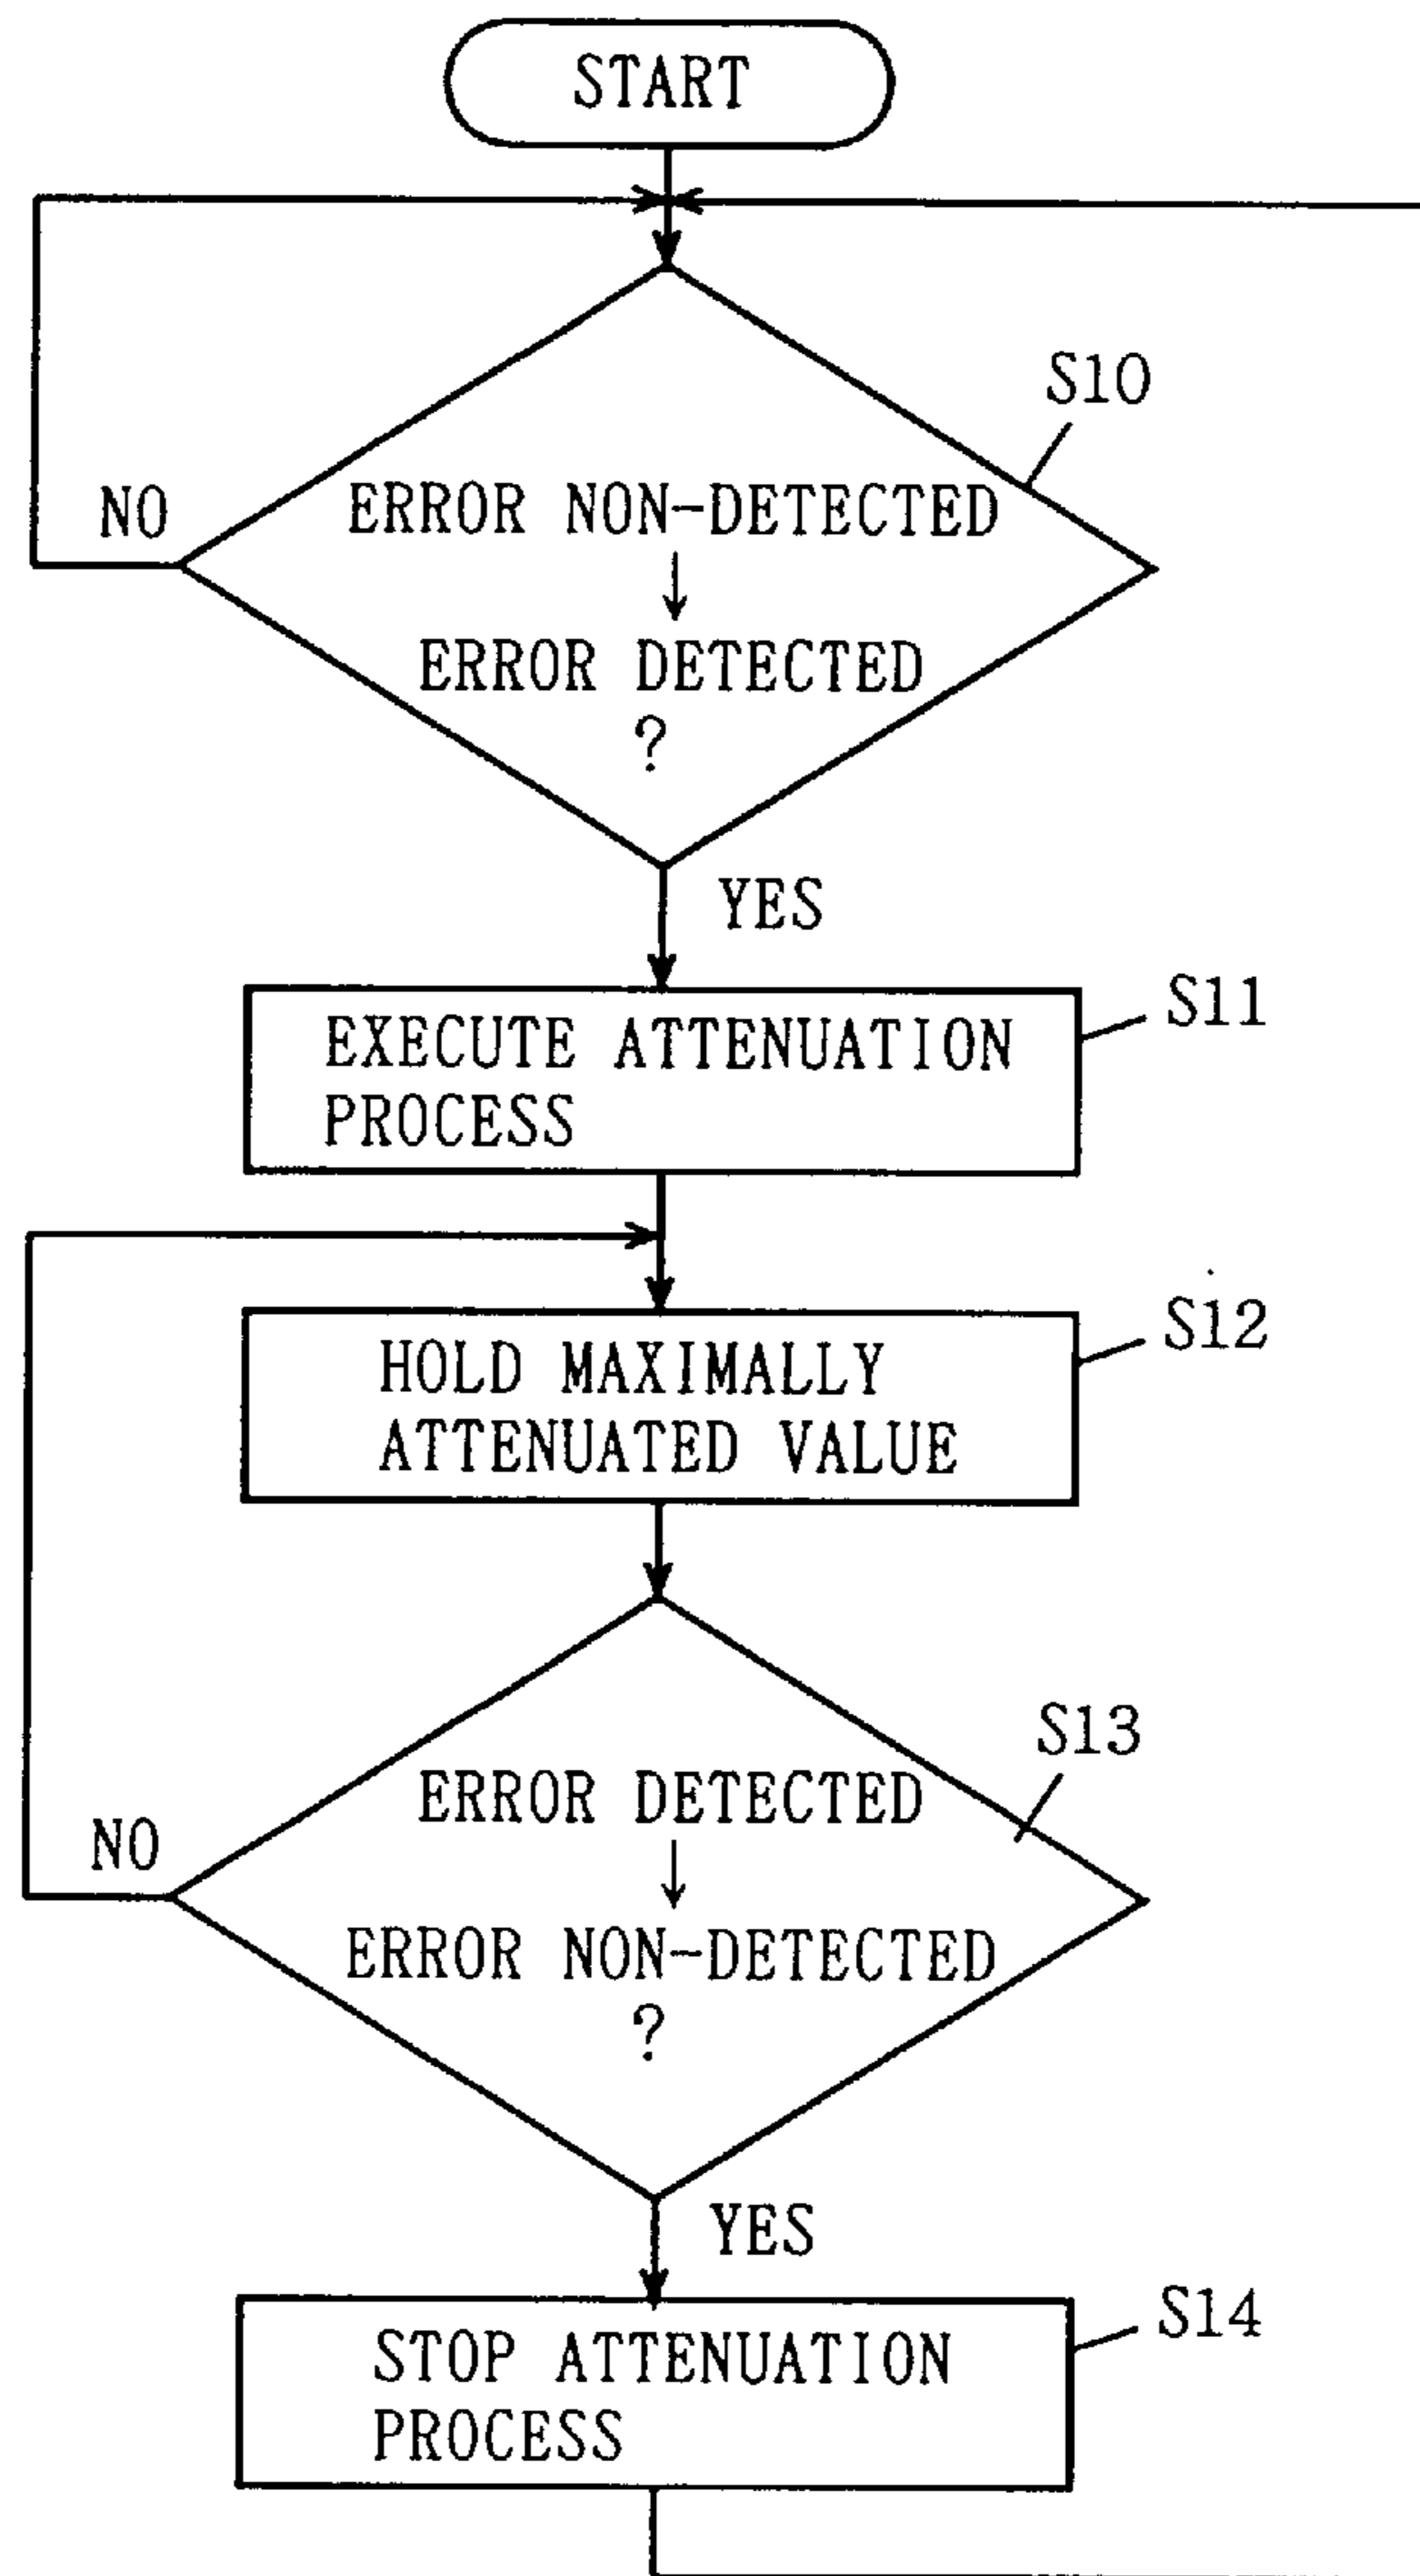 START
S10
NO
ERROR NON-DETECTED
↓
ERROR DETECTED
?
YES
S11
EXECUTE ATTENUATION
PROCESS
S12
HOLD MAXIMALLY
ATTENUATED VALUE
S13
ERROR DETECTED
↓
NO
ERROR NON-DETECTED
?
YES
S14
STOP ATTENUATION
PROCESS